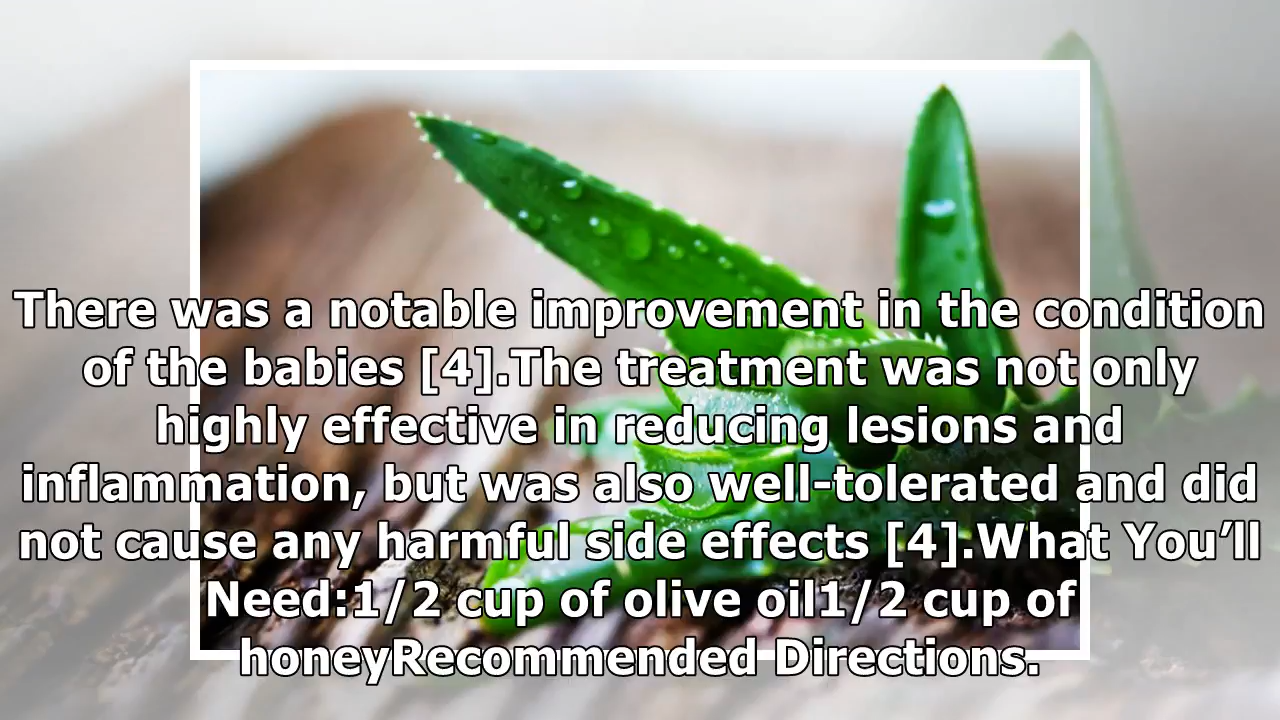 There was a notable improvement in the condition
of the babies [4].The treatment was not only
highly effective in reducing lesions and
inflammation, but was also well-tolerated and did
not cause any harmful side effects [4].What You’ll
Need:1/2 cup of olive oil1/2 cup of
honeyRecommended Directions.